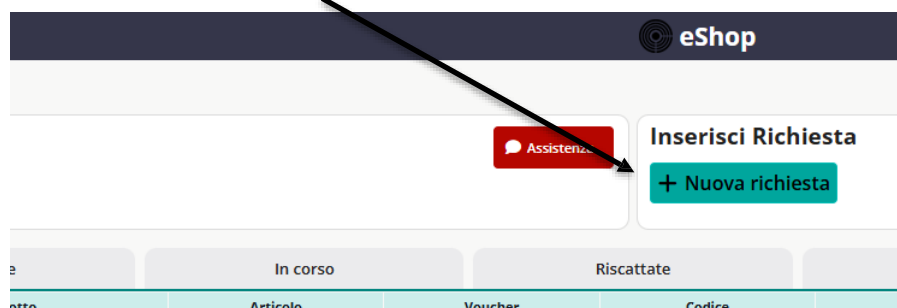 eShop
Assistenza
Inserisci Richiesta
+ Nuova richiesta
In corso
Riscattate
Articolo
Voucher
Codice